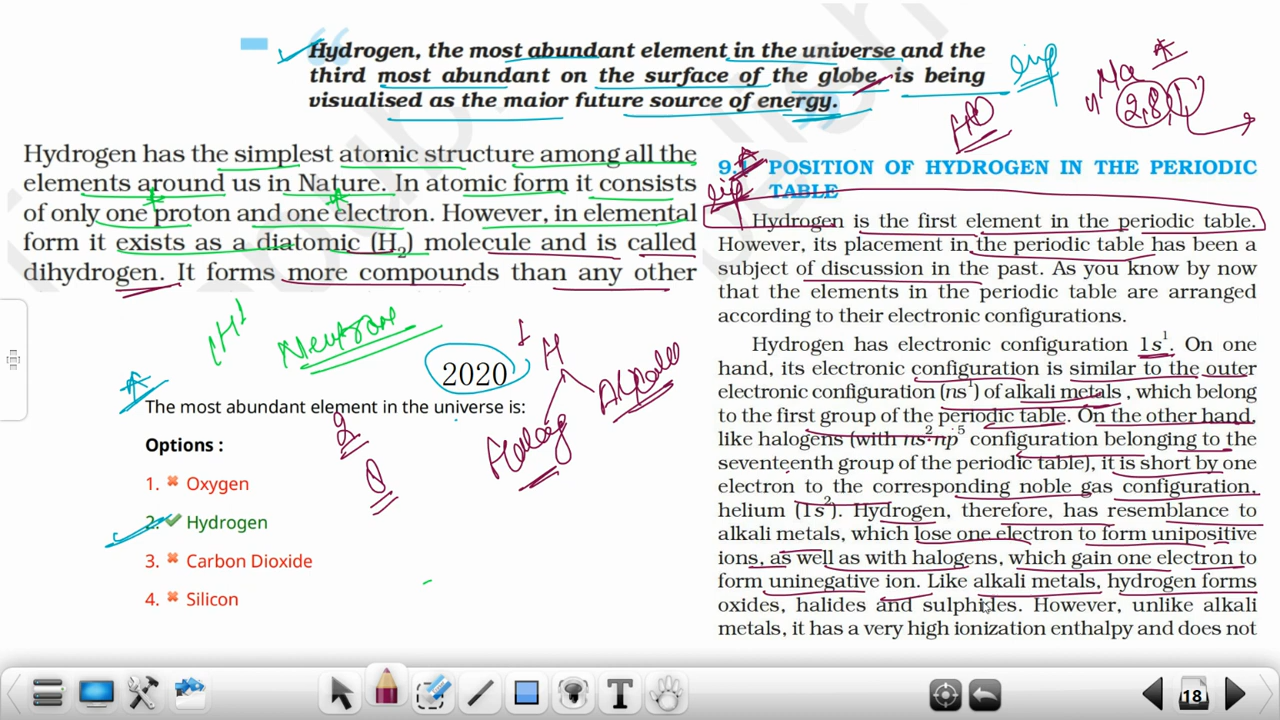 Hydrogen, the most abundant element in the universe and the
third most abundant on the surface of the globe, is being
visualised as the major future source of energy.
imp
Na
11
2,8,1
HO
Hydrogen has the simplest atomic structure among all the
elements around us in Nature. In atomic form it consists
of only one proton and one electron. However, in elemental
form it exists as a diatomic (H₂) molecule and is called
dihydrogen. It forms more compounds than any other
₁H¹
Neutron
2020
The most abundant element in the universe is:
Options :
1. Oxygen
2. Hydrogen
3. Carbon Dioxide
4. Silicon
1
H
Halog
Alkali
2
imp
9.1 POSITION OF HYDROGEN IN THE PERIODIC
TABLE
Hydrogen is the first element in the periodic table.
However, its placement in the periodic table has been a
subject of discussion in the past. As you know by now
that the elements in the periodic table are arranged
according to their electronic configurations.
Hydrogen has electronic configuration 1s¹. On one
hand, its electronic configuration is similar to the outer
electronic configuration (ns¹) of alkali metals , which belong
to the first group of the periodic table. On the other hand,
like halogens (with ns²np⁵ configuration belonging to the
seventeenth group of the periodic table), it is short by one
electron to the corresponding noble gas configuration,
helium (1s²). Hydrogen, therefore, has resemblance to
alkali metals, which lose one electron to form unipositive
ions, as well as with halogens, which gain one electron to
form uninegative ion. Like alkali metals, hydrogen forms
oxides, halides and sulphides. However, unlike alkali
metals, it has a very high ionization enthalpy and does not
T
18